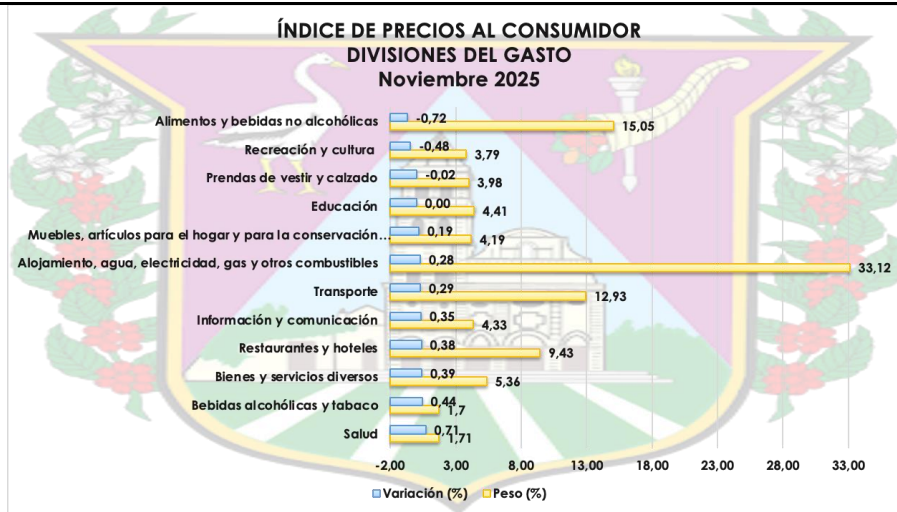 ÍNDICE DE PRECIOS AL CONSUMIDOR
DIVISIONES DEL GASTO
Noviembre 2025
Alimentos y bebidas no alcohólicas -0,72 15,05
Recreación y cultura -0,48 3,79
Prendas de vestir y calzado -0,02 3,98
Educación 0,00 4,41
Muebles, artículos para el hogar y para la conservación... 0,19 4,19
Alojamiento, agua, electricidad, gas y otros combustibles 0,28 33,12
Transporte 0,29 12,93
Información y comunicación 0,35 4,33
Restaurantes y hoteles 0,38 9,43
Bienes y servicios diversos 0,39 5,36
Bebidas alcohólicas y tabaco 0,44 1,7
Salud 0,71 1,71
-2,00 3,00 8,00 13,00 18,00 23,00 28,00 33,00
Variación (%) Peso (%)